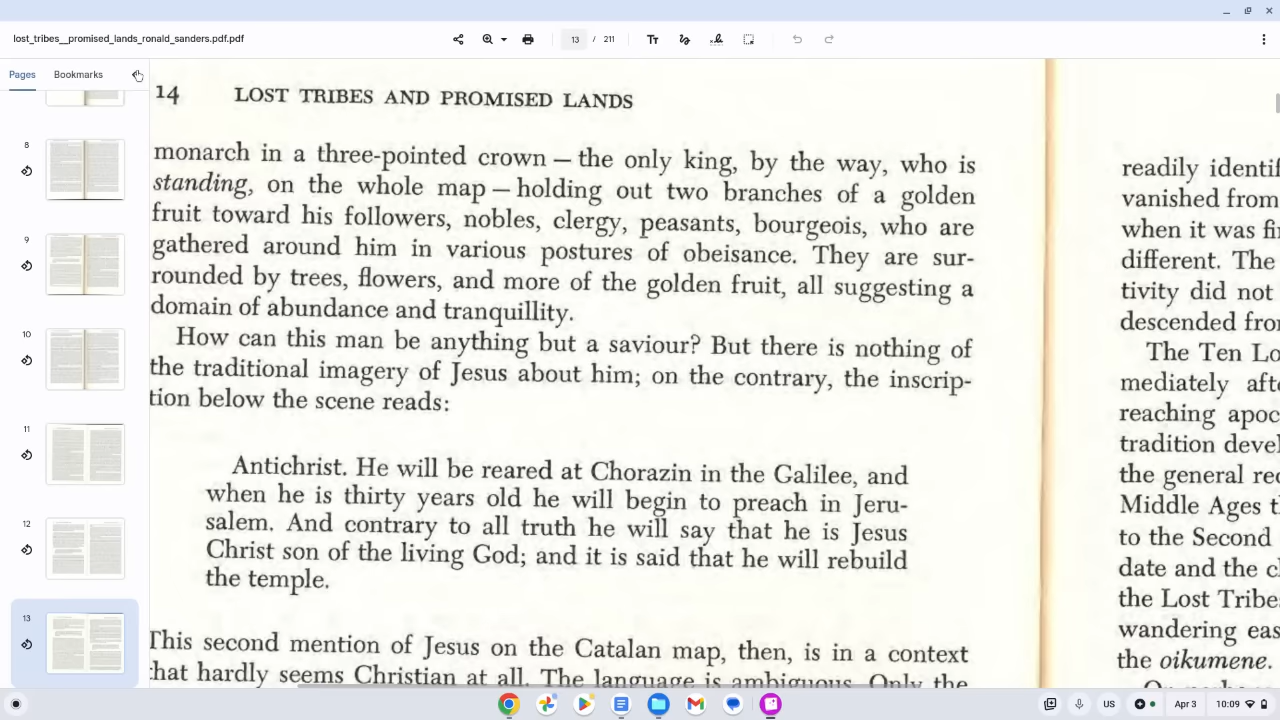 lost_tribes__promised_lands_ronald_sanders.pdf.pdf
13 / 211
Pages
Bookmarks
8
9
10
11
12
13
14 LOST TRIBES AND PROMISED LANDS
monarch in a three-pointed crown — the only king, by the way, who is
standing, on the whole map — holding out two branches of a golden
fruit toward his followers, nobles, clergy, peasants, bourgeois, who are
gathered around him in various postures of obeisance. They are sur-
rounded by trees, flowers, and more of the golden fruit, all suggesting a
domain of abundance and tranquillity.
How can this man be anything but a saviour? But there is nothing of
the traditional imagery of Jesus about him; on the contrary, the inscrip-
tion below the scene reads:
Antichrist. He will be reared at Chorazin in the Galilee, and
when he is thirty years old he will begin to preach in Jeru-
salem. And contrary to all truth he will say that he is Jesus
Christ son of the living God; and it is said that he will rebuild
the temple.
This second mention of Jesus on the Catalan map, then, is in a context
that hardly seems Christian at all. The language is ambiguous. Only the
readily identif
vanished from
when it was fi
different. The
tivity did not
descended from
The Ten Lo
mediately afte
reaching apoc
tradition devel
the general rec
Middle Ages t
to the Second
date and the c
the Lost Tribe
wandering eas
the oikumene.
US
Apr 3
10:09